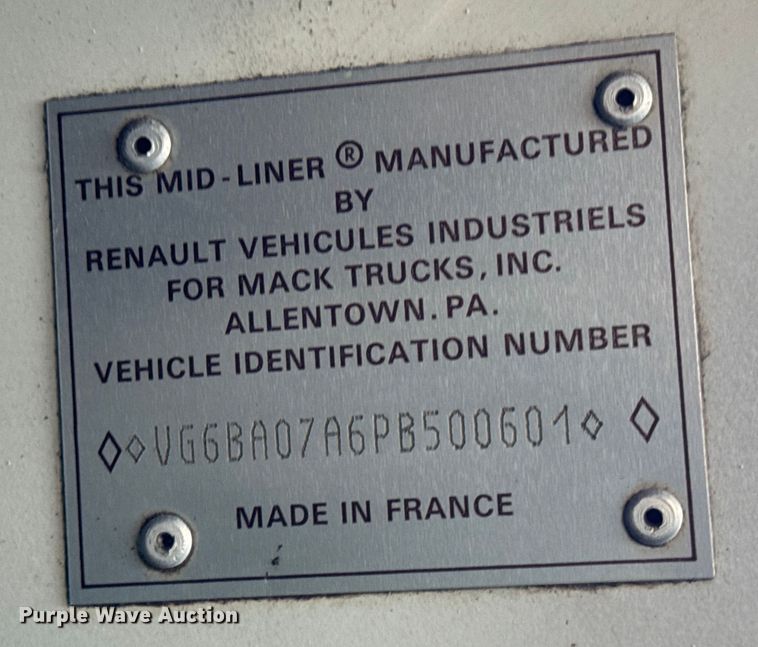 THIS MID-LINER ® MANUFACTURED
BY
RENAULT VEHICULES INDUSTRIELS
FOR MACK TRUCKS, INC.
ALLENTOWN. PA.
VEHICLE IDENTIFICATION NUMBER
◊◊VG6BA07A6PB500601◊ ◊
MADE IN FRANCE
Purple Wave Auction